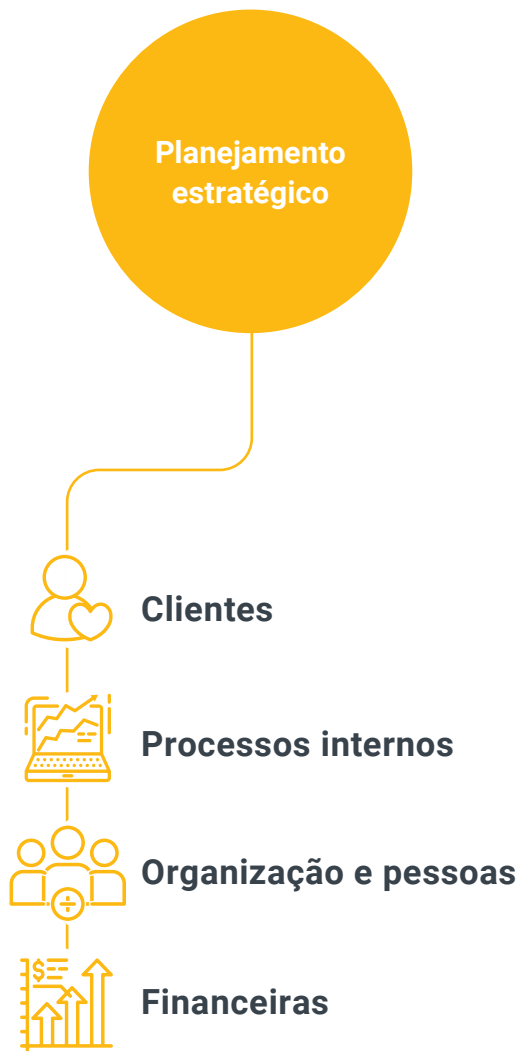 Planejamento
estratégico
Clientes
Processos internos
Organização e pessoas
$
Financeiras